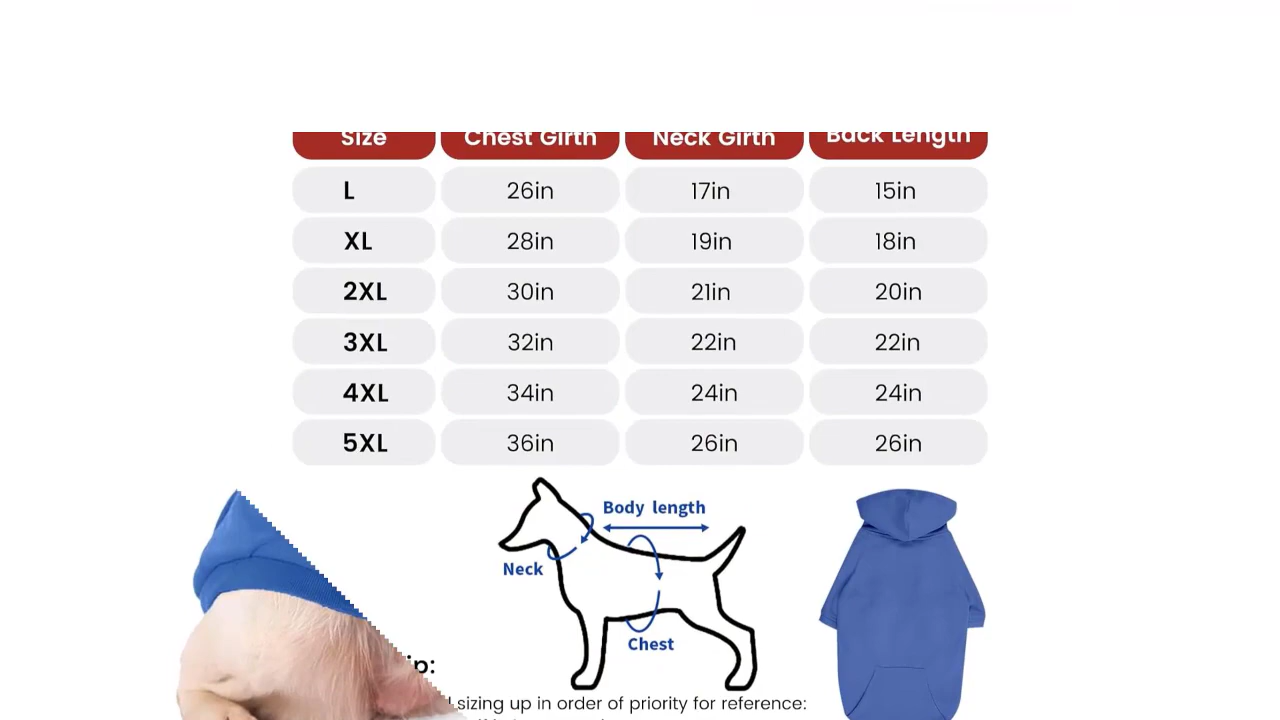 Size Chest Girth Neck Girth Back Length
L 26in 17in 15in
XL 28in 19in 18in
2XL 30in 21in 20in
3XL 32in 22in 22in
4XL 34in 24in 24in
5XL 36in 26in 26in
Body length
Neck
Chest
sizing up in order of priority for reference: